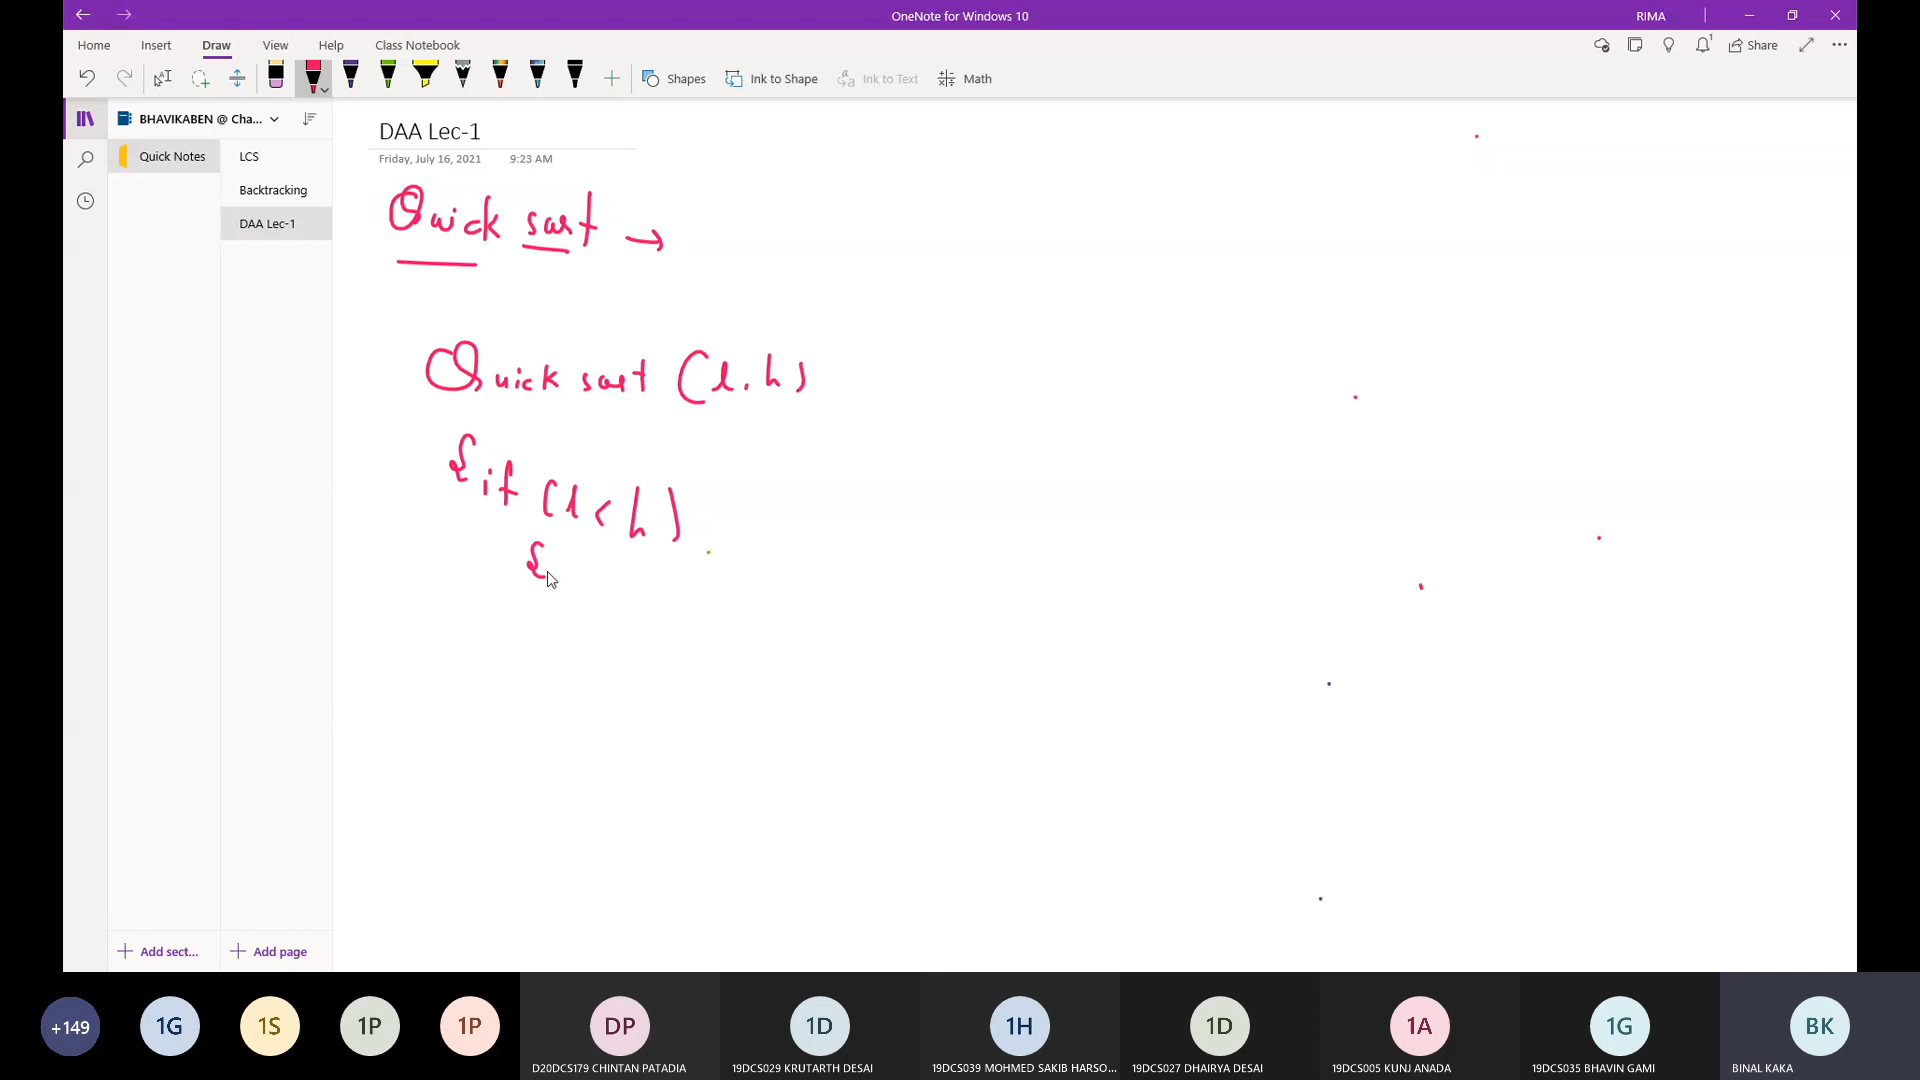 OneNote for Windows 10
RIMA
Home Insert Draw View Help Class Notebook
Share
Shapes Ink to Shape Ink to Text Math
BHAVIKABEN @ Cha...
Quick Notes
LCS
Backtracking
DAA Lec-1
Add sect... Add page
DAA Lec-1
Friday, July 16, 2021 9:23 AM
Quick sort →
Quick sort (l, h)
{ if (l < h)
{
+149 1G 1S 1P 1P DP 1D 1H 1D 1A 1G BK
D20DCS179 CHINTAN PATADIA 19DCS029 KRUTARTH DESAI 19DCS039 MOHMED SAKIB HARSO... 19DCS027 DHAIRYA DESAI 19DCS005 KUNJ ANADA 19DCS035 BHAVIN GAMI BINAL KAKA